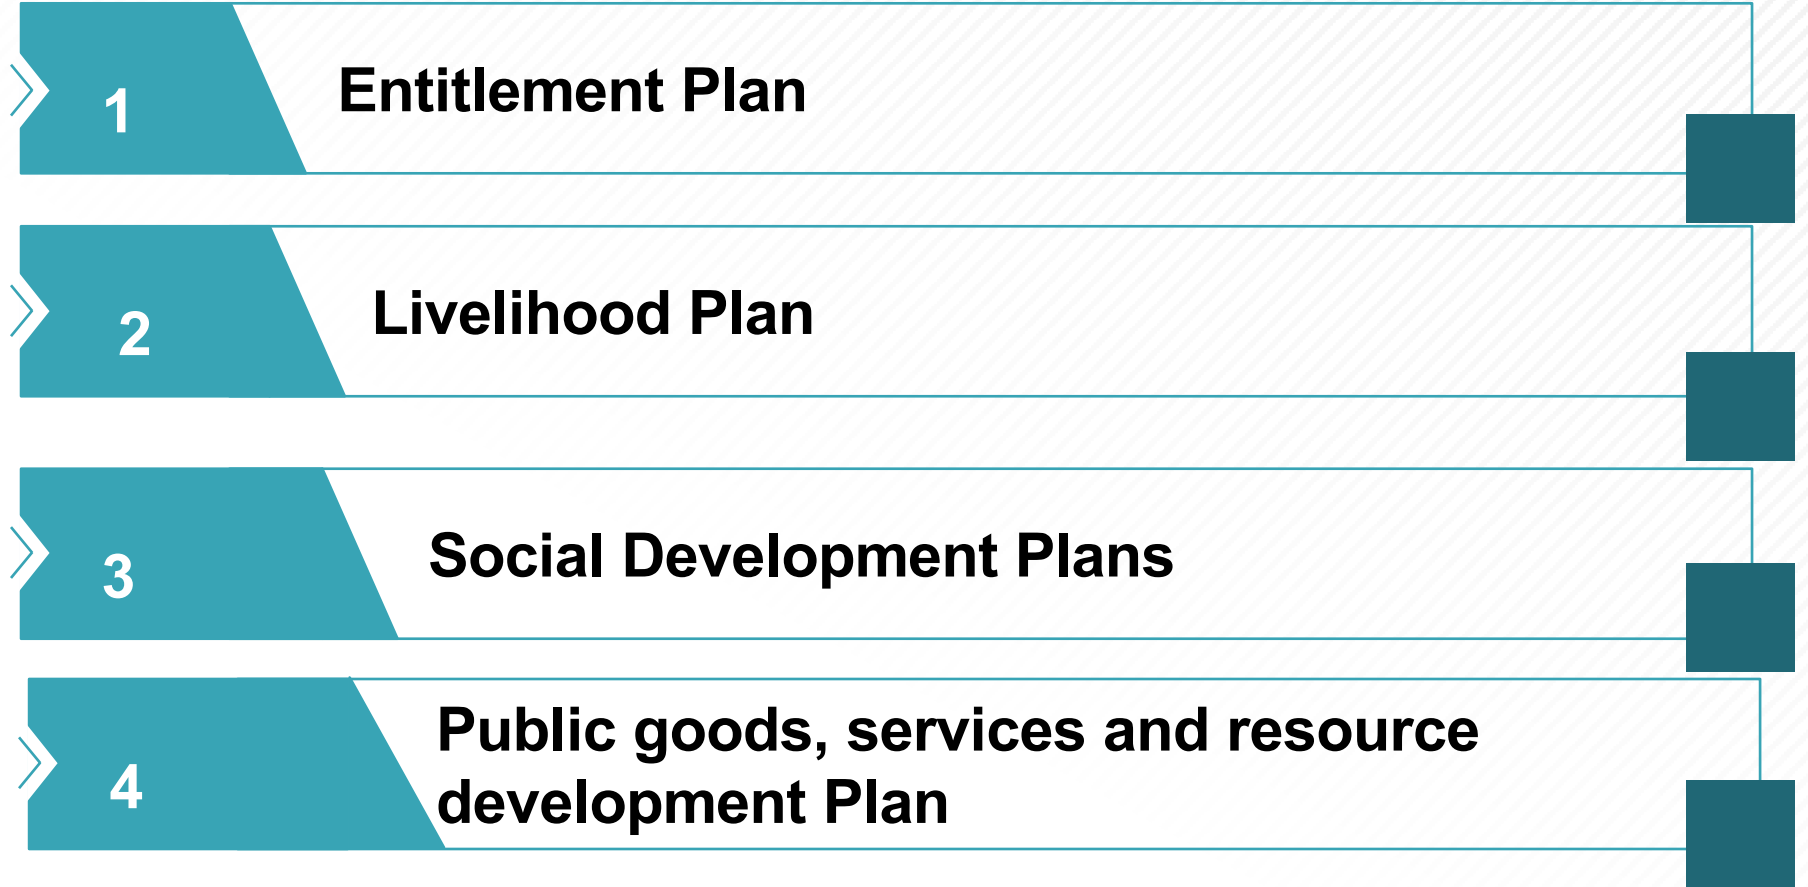 1
Entitlement Plan
2
Livelihood Plan
3
Social Development Plans
4
Public goods, services and resource
development Plan